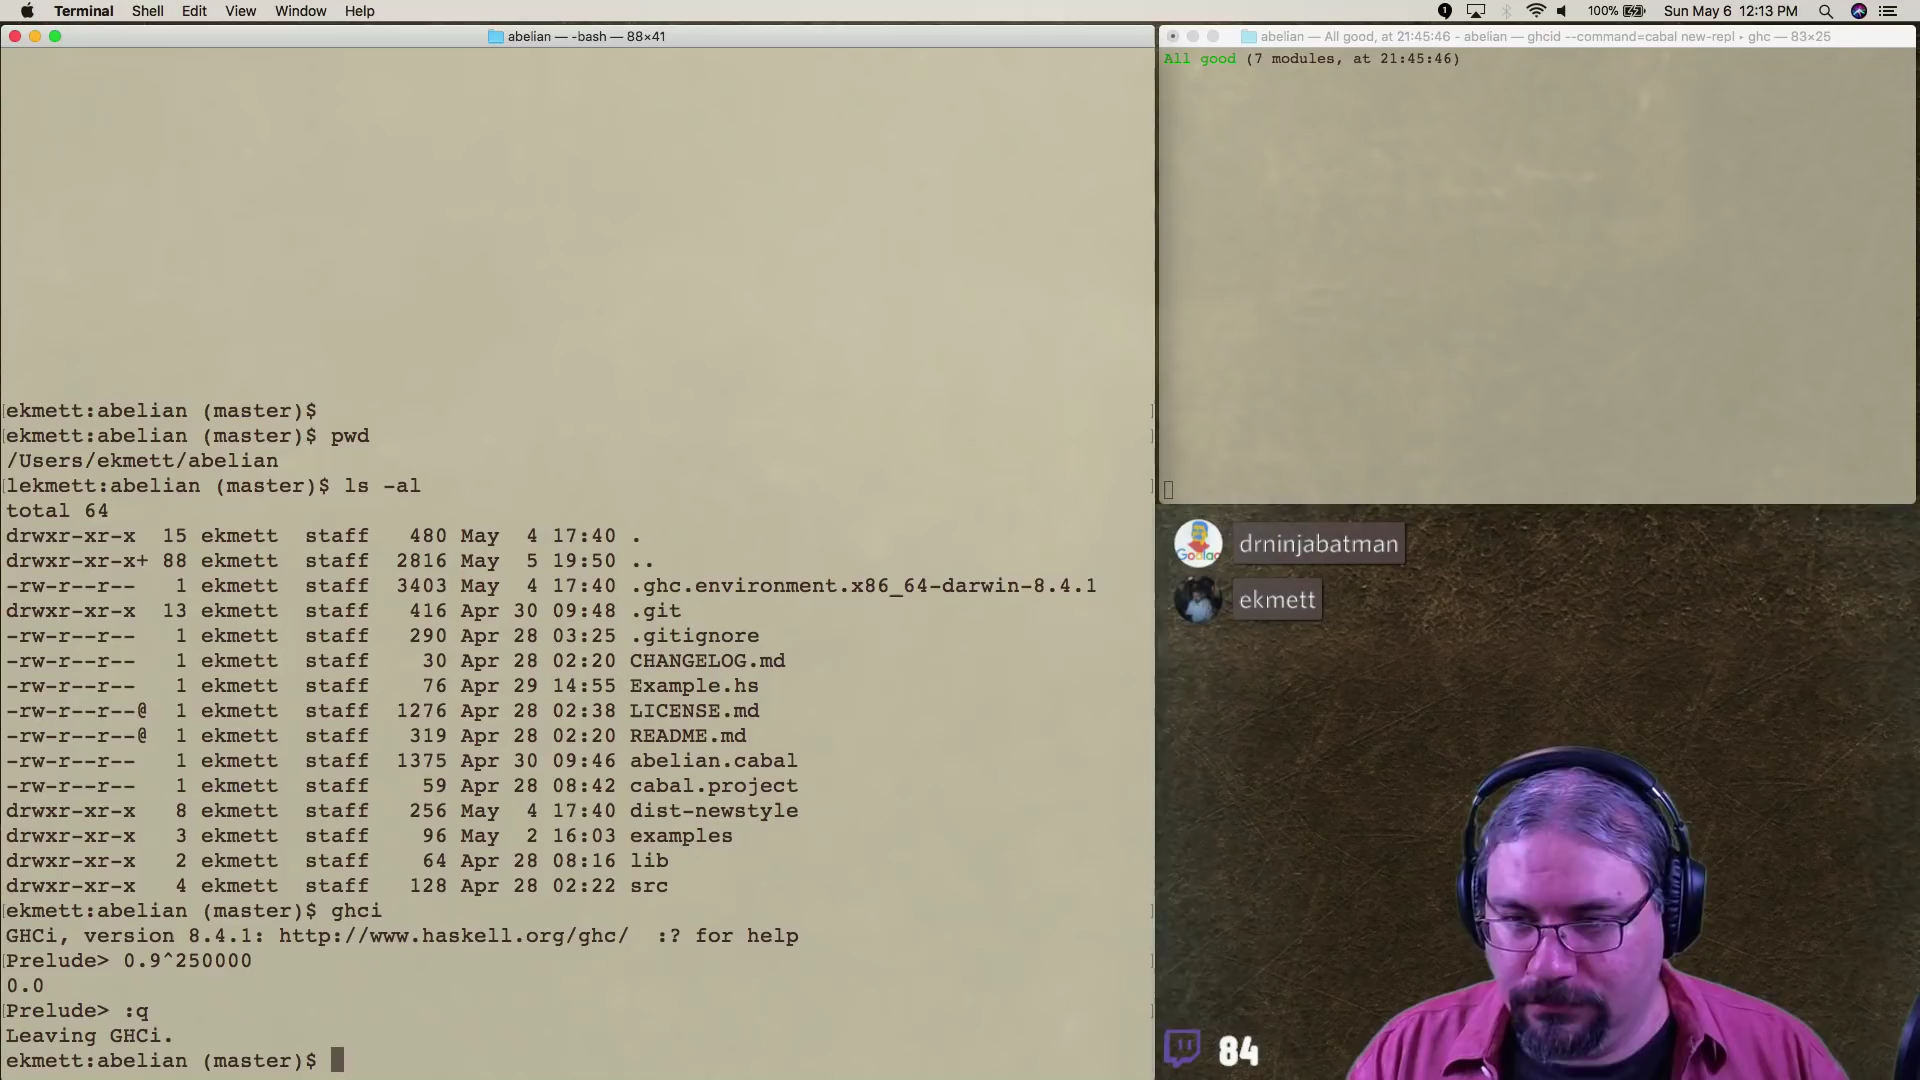 Terminal Shell Edit View Window Help
1 100% Sun May 6 12:13 PM
abelian — -bash — 88×41
abelian — All good, at 21:45:46 - abelian — ghcid --command=cabal new-repl ‣ ghc — 83×25
All good (7 modules, at 21:45:46)
ekmett:abelian (master)$
ekmett:abelian (master)$ pwd
/Users/ekmett/abelian
lekmett:abelian (master)$ ls -al
total 64
drwxr-xr-x 15 ekmett staff 480 May 4 17:40 .
drwxr-xr-x+ 88 ekmett staff 2816 May 5 19:50 ..
-rw-r--r-- 1 ekmett staff 3403 May 4 17:40 .ghc.environment.x86_64-darwin-8.4.1
drwxr-xr-x 13 ekmett staff 416 Apr 30 09:48 .git
-rw-r--r-- 1 ekmett staff 290 Apr 28 03:25 .gitignore
-rw-r--r-- 1 ekmett staff 30 Apr 28 02:20 CHANGELOG.md
-rw-r--r-- 1 ekmett staff 76 Apr 29 14:55 Example.hs
-rw-r--r--@ 1 ekmett staff 1276 Apr 28 02:38 LICENSE.md
-rw-r--r--@ 1 ekmett staff 319 Apr 28 02:20 README.md
-rw-r--r-- 1 ekmett staff 1375 Apr 30 09:46 abelian.cabal
-rw-r--r-- 1 ekmett staff 59 Apr 28 08:42 cabal.project
drwxr-xr-x 8 ekmett staff 256 May 4 17:40 dist-newstyle
drwxr-xr-x 3 ekmett staff 96 May 2 16:03 examples
drwxr-xr-x 2 ekmett staff 64 Apr 28 08:16 lib
drwxr-xr-x 4 ekmett staff 128 Apr 28 02:22 src
ekmett:abelian (master)$ ghci
GHCi, version 8.4.1: http://www.haskell.org/ghc/ :? for help
Prelude> 0.9^250000
0.0
Prelude> :q
Leaving GHCi.
ekmett:abelian (master)$
drninjabatman
ekmett
84